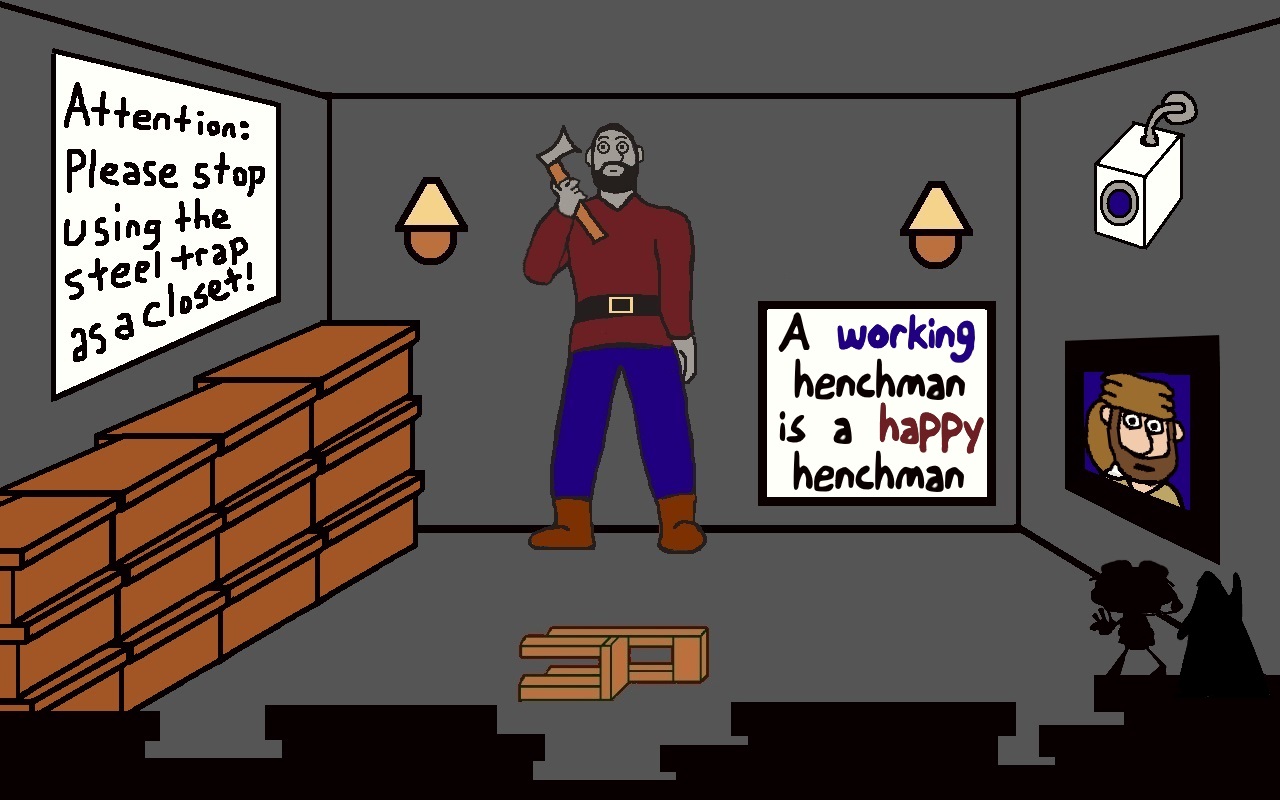 Attention:
Please stop
using the
steel trap
as a closet!
A working
henchman
is a happy
henchman